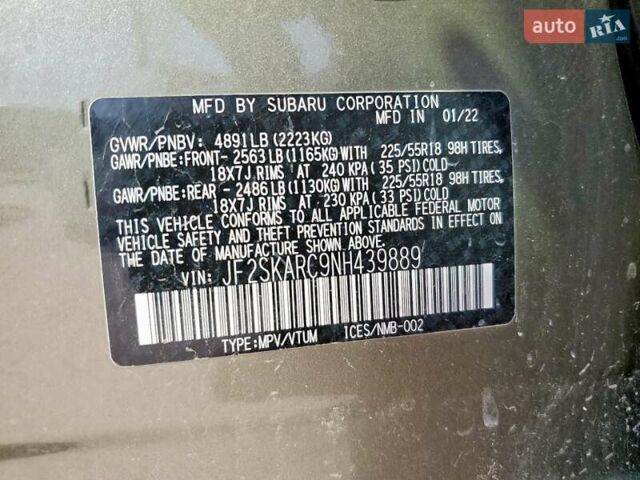 auto RIA .com
MFD BY SUBARU CORPORATION
MFD IN 01/22
GVWR/PNBV: 4891LB(2223KG)
GAWR/PNBE:FRONT- 2563LB(1165KG)WITH 225/55R18 98H TIRES,
18X7J RIMS AT 240 KPA(35 PSI)COLD
GAWR/PNBE:REAR - 2486LB(1130KG)WITH 225/55R18 98H TIRES,
18X7J RIMS AT 230 KPA(33 PSI)COLD
THIS VEHICLE CONFORMS TO ALL APPLICABLE FEDERAL MOTOR
VEHICLE SAFETY AND THEFT PREVENTION STANDARDS IN EFFECT ON
THE DATE OF MANUFACTURE SHOWN ABOVE.
VIN: JF2SKARC9NH439889
TYPE:MPV/VTUM ICES/NMB-002